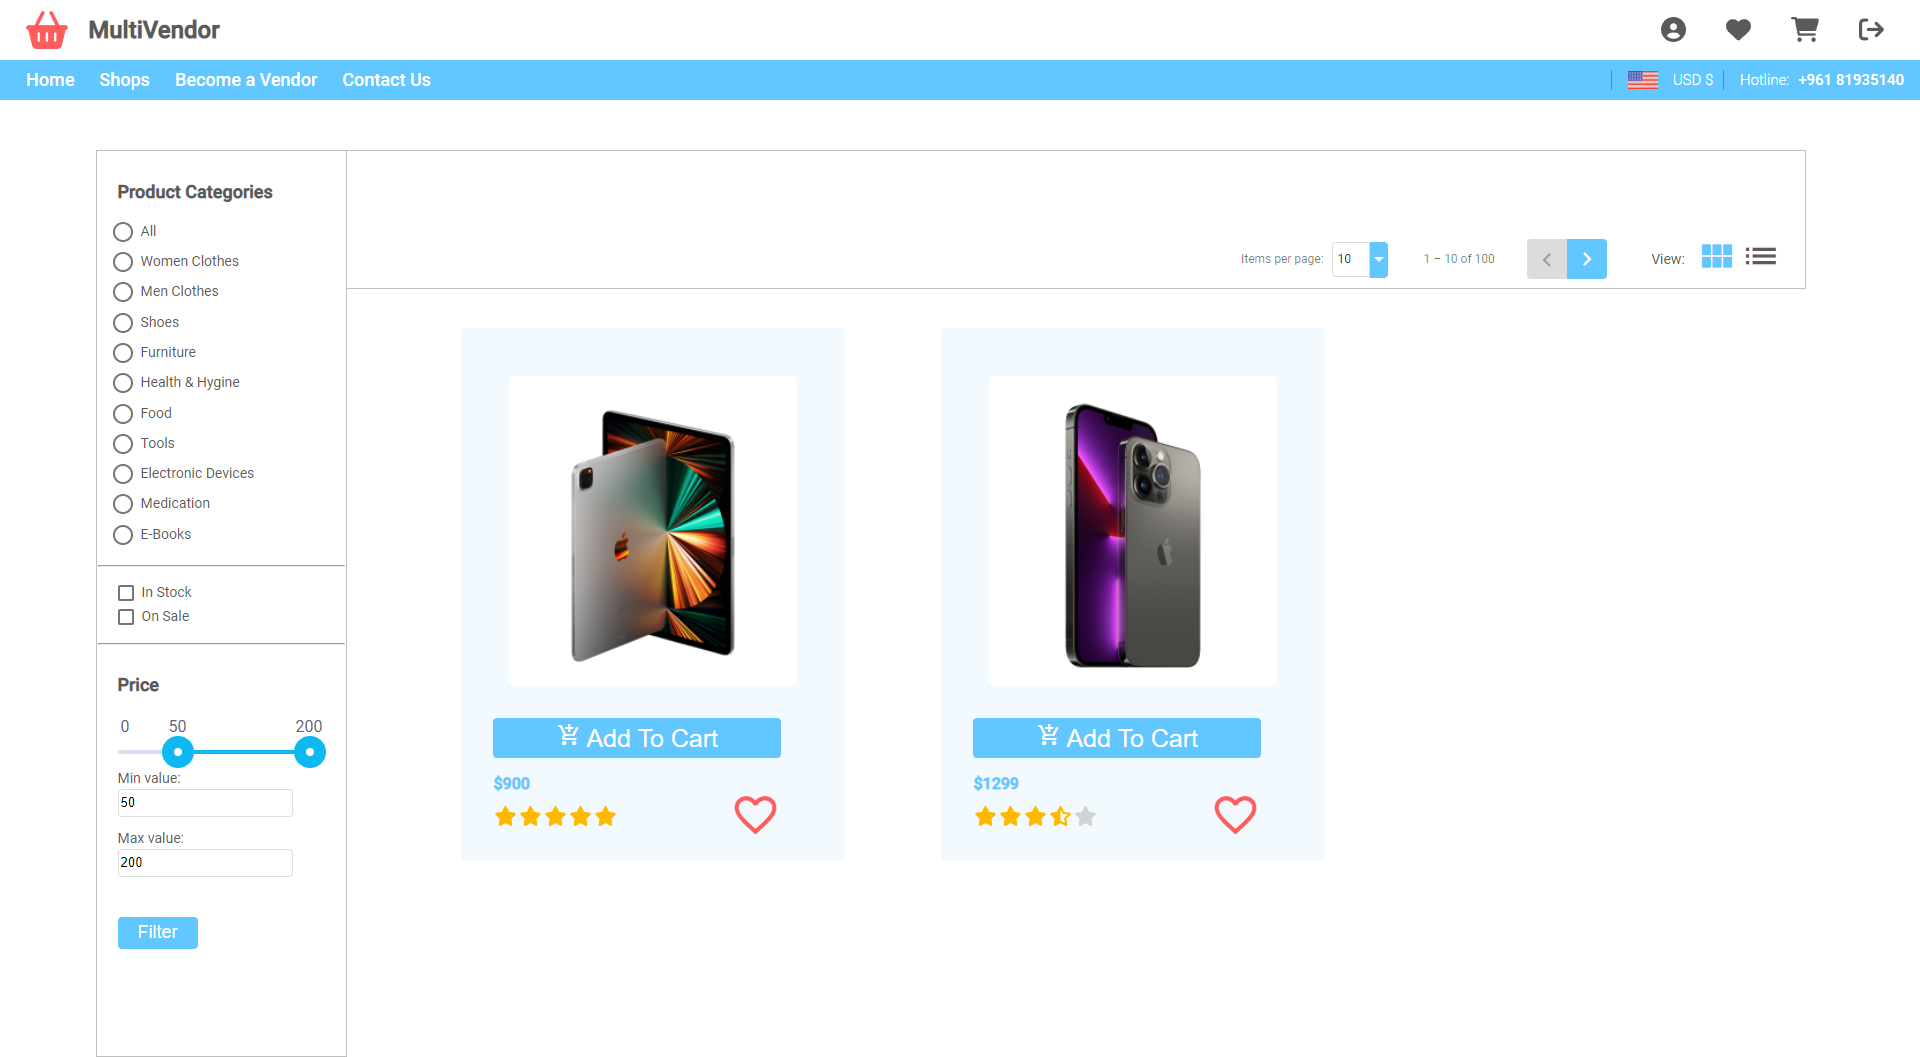 MultiVendor
Home Shops Become a Vendor Contact Us
USD $ Hotline: +961 81935140
Product Categories
All
Women Clothes
Men Clothes
Shoes
Furniture
Health & Hygine
Food
Tools
Electronic Devices
Medication
E-Books
In Stock
On Sale
Price
0 50 200
Min value:
50
Max value:
200
Filter
Items per page: 10 1 – 10 of 100 View:
Add To Cart
$900
Add To Cart
$1299